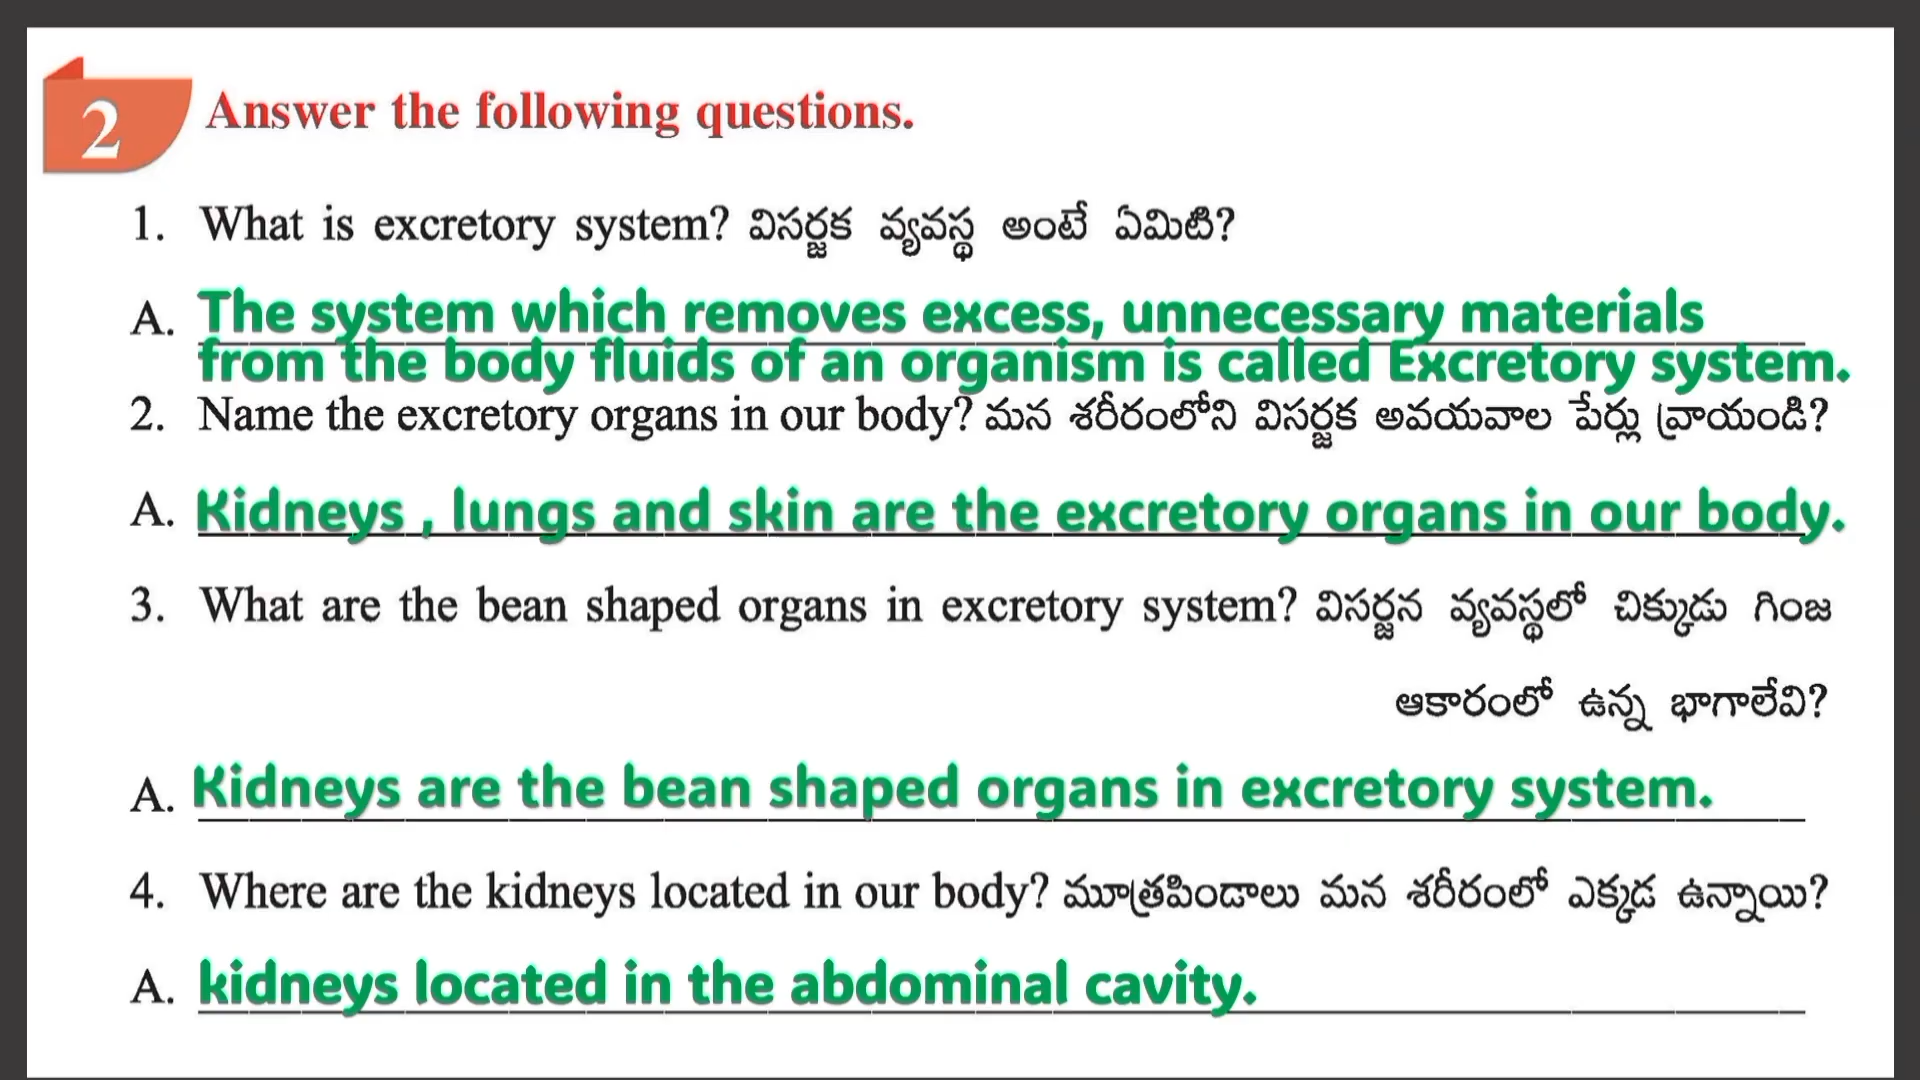 2 Answer the following questions.
1. What is excretory system? విసర్జక వ్యవస్థ అంటే ఏమిటి?
A. The system which removes excess, unnecessary materials
from the body fluids of an organism is called Excretory system.
2. Name the excretory organs in our body? మన శరీరంలోని విసర్జక అవయవాల పేర్లు వ్రాయండి?
A. Kidneys , lungs and skin are the excretory organs in our body.
3. What are the bean shaped organs in excretory system? విసర్జన వ్యవస్థలో చిక్కుడు గింజ
ఆకారంలో ఉన్న భాగాలేవి?
A. Kidneys are the bean shaped organs in excretory system.
4. Where are the kidneys located in our body? మూత్రపిండాలు మన శరీరంలో ఎక్కడ ఉన్నాయి?
A. kidneys located in the abdominal cavity.